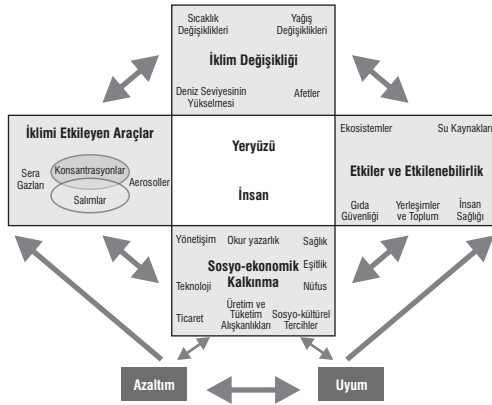 Sıcaklık
Değişiklikleri
Yağış
Değişiklikleri
İklim Değişikliği
Deniz Seviyesinin
Yükselmesi
Afetler
İklimi Etkileyen Araçlar
Sera
Gazları
Konsantrasyonlar
Salımlar
Aerosoller
Yeryüzü
İnsan
Ekosistemler
Su Kaynakları
Etkiler ve Etkilenebilirlik
Gıda
Güvenliği
Yerleşimler
ve Toplum
İnsan
Sağlığı
Yönetişim
Okur yazarlık
Sağlık
Sosyo-ekonomik
Kalkınma
Eşitlik
Teknoloji
Nüfus
Ticaret
Üretim ve
Tüketim
Alışkanlıkları
Sosyo-kültürel
Tercihler
Azaltım
Uyum